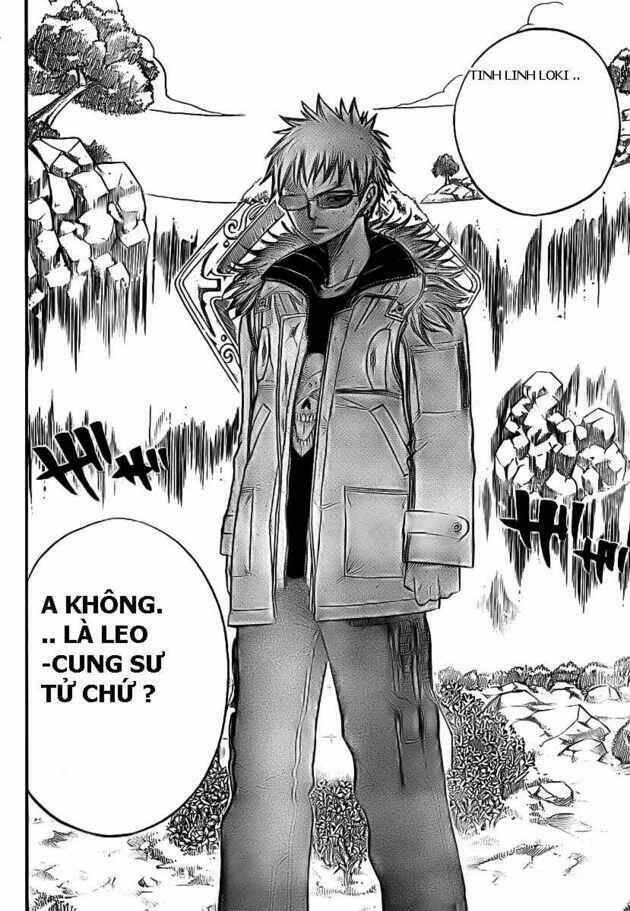 TINH LINH LOKI ..
A KHÔNG.
.. LÀ LEO
-CUNG SƯ
TỬ CHỨ ?